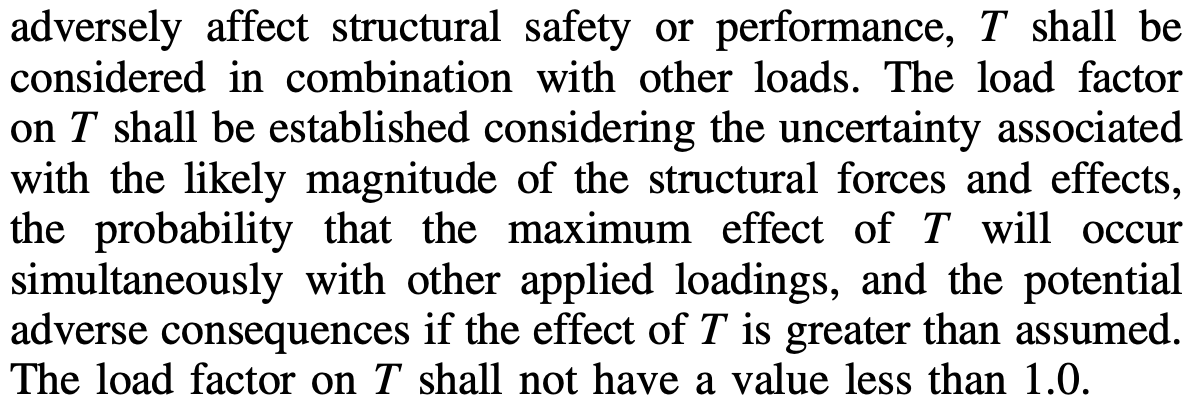 adversely affect structural safety or performance, T shall be
considered in combination with other loads. The load factor
on T shall be established considering the uncertainty associated
with the likely magnitude of the structural forces and effects,
the probability that the maximum effect of T will occur
simultaneously with other applied loadings, and the potential
adverse consequences if the effect of T is greater than assumed.
The load factor on T shall not have a value less than 1.0.